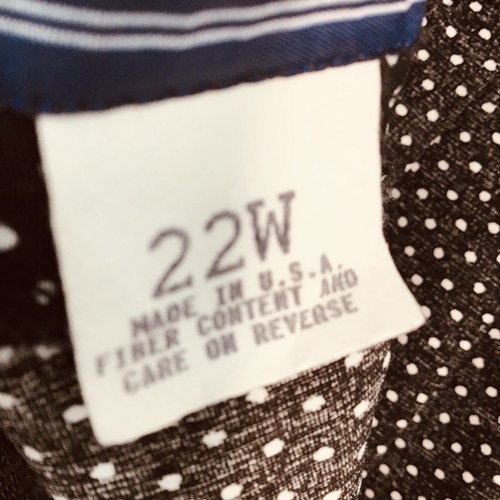 22W
MADE IN U.S.A.
FIBER CONTENT AND
CARE ON REVERSE